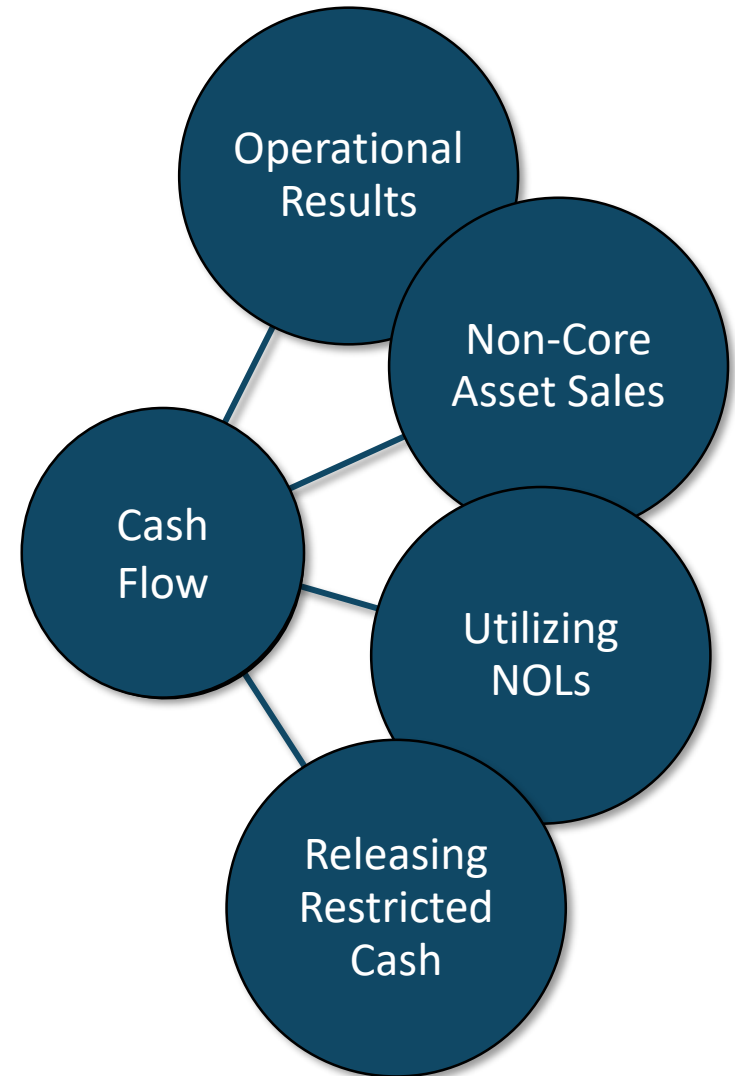 Operational
Results
Non-Core
Asset Sales
Cash
Flow
Utilizing
NOLs
Releasing
Restricted
Cash